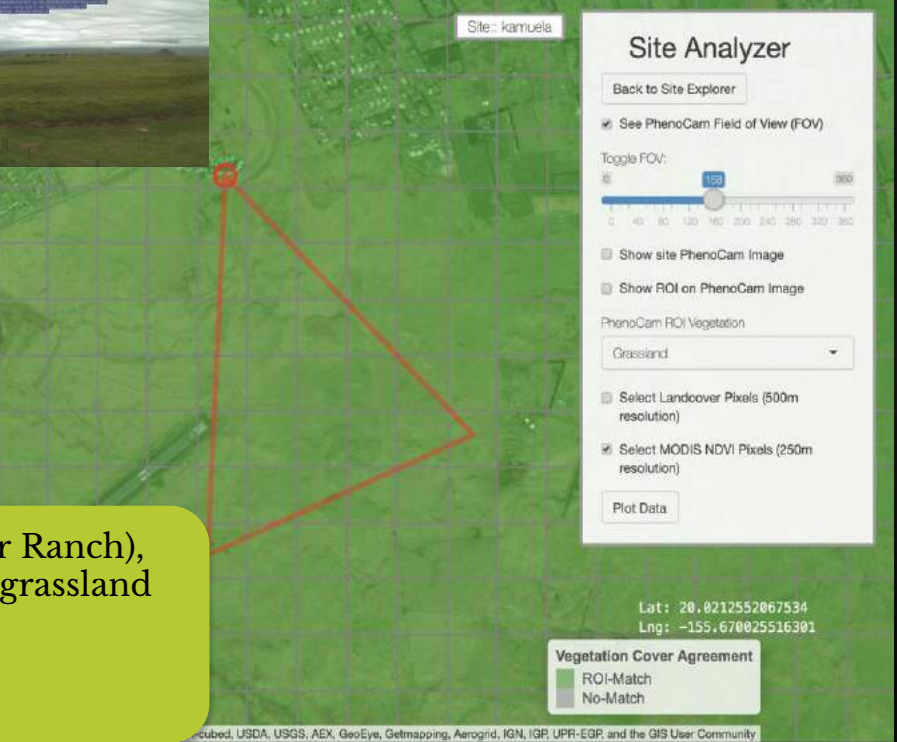 Site:: kamuela
Site Analyzer
Back to Site Explorer
See PhenoCam Field of View (FOV)
Toggle FOV:
0 158 360
0 40 80 120 160 200 240 280 320 360
Show site PhenoCam Image
Show ROI on PhenoCam Image
PhenoCam ROI Vegetation
Grassland
Select Landcover Pixels (500m
resolution)
Select MODIS NDVI Pixels (250m
resolution)
Plot Data
r Ranch),
grassland
Lat: 20.0212552067534
Lng: -155.670025516301
Vegetation Cover Agreement
ROI-Match
No-Match
-cubed, USDA, USGS, AEX, GeoEye, Getmapping, Aerogrid, IGN, IGP, UPR-EGP, and the GIS User Community